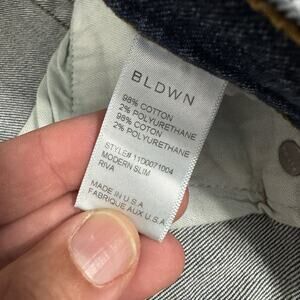 BLDWN
98% COTTON
2% POLYURETHANE
98% COTON
2% POLYURETHANE
STYLE# 11D0071004
MODERN SLIM
RIVA
MADE IN U.S.A
FABRIQUE AUX U.S.A